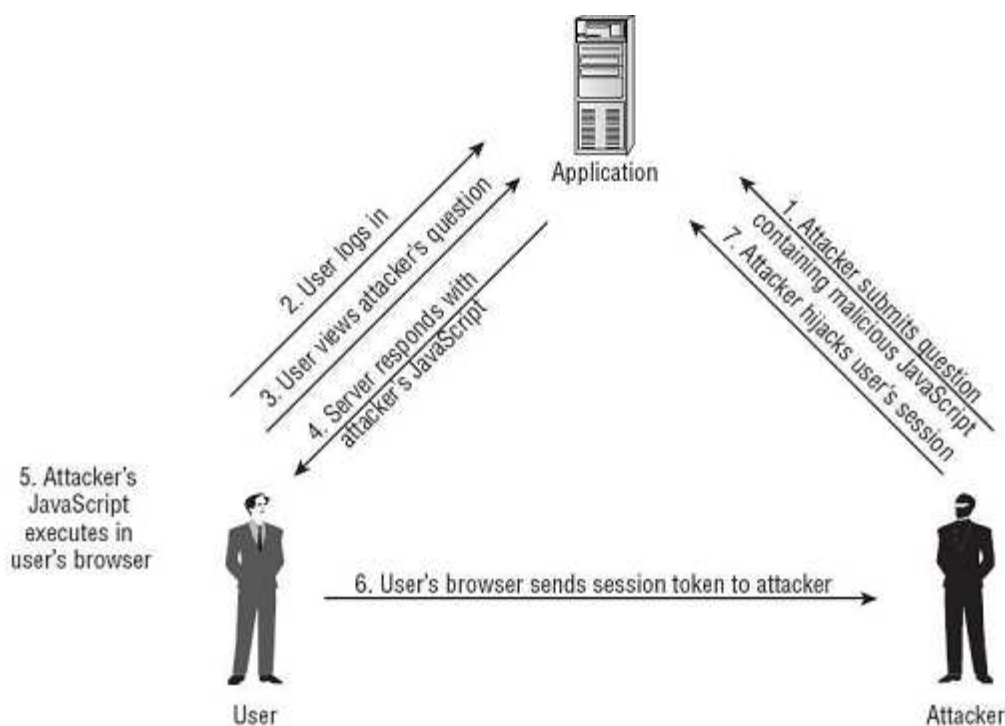 Application
1. Attacker submits question
containing malicious JavaScript
7. Attacker hijacks user's session
2. User logs in
3. User views attacker's question
4. Server responds with
attacker's JavaScript
5. Attacker's
JavaScript
executes in
user's browser
6. User's browser sends session token to attacker
User
Attacker